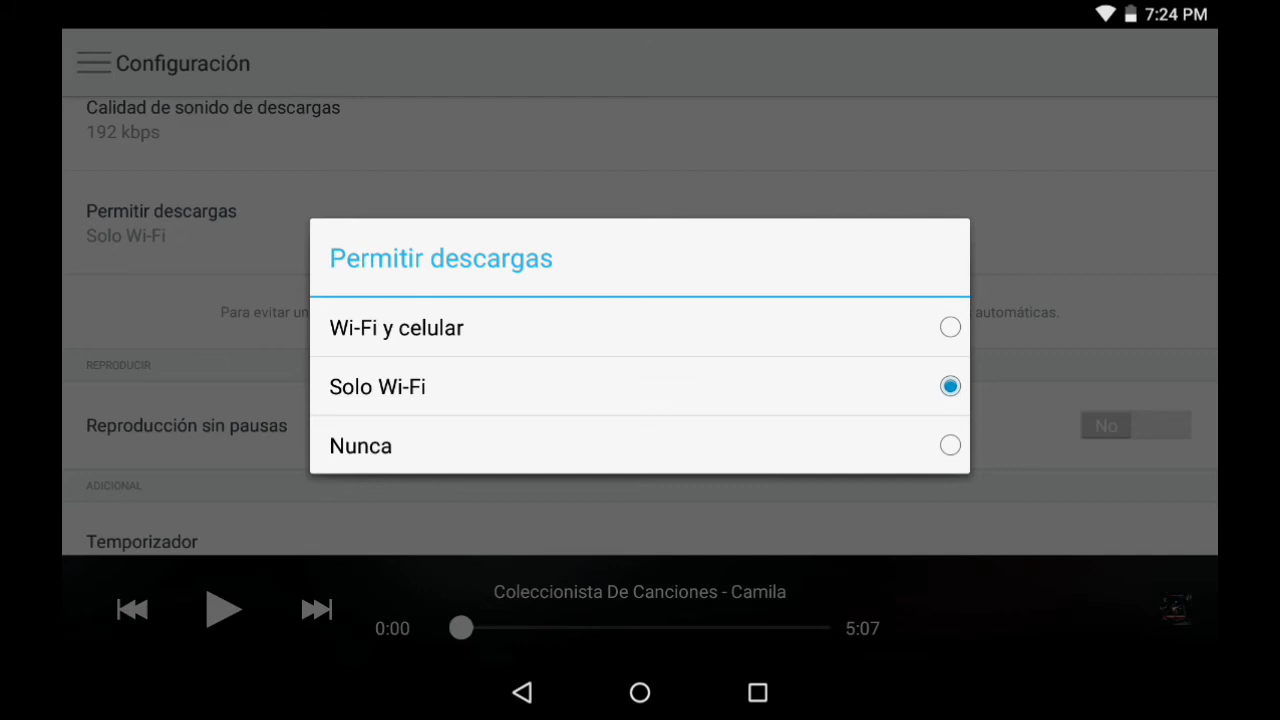 7:24 PM
Configuración
Calidad de sonido de descargas
192 kbps
Permitir descargas
Solo Wi-Fi
Permitir descargas
Para evitar un
automáticas.
Wi-Fi y celular
REPRODUCIR
Solo Wi-Fi
Reproducción sin pausas
No
Nunca
ADICIONAL
Temporizador
Coleccionista De Canciones - Camila
0:00
5:07